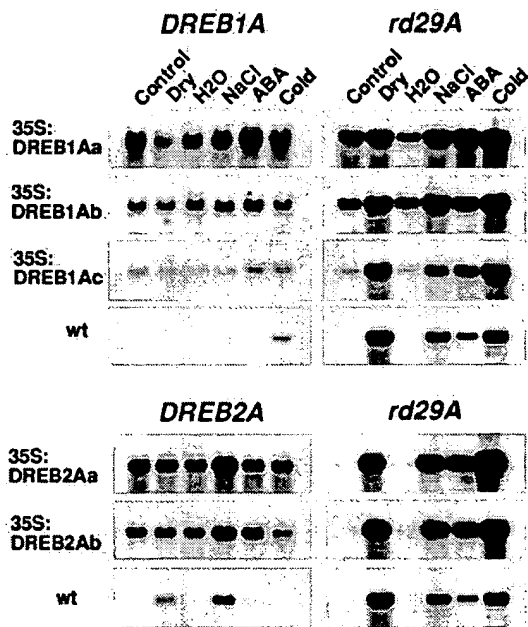 DREB1A rd29A
Control Dry H2O NaCl ABA Cold Control Dry H2O NaCl ABA Cold
35S:
DREB1Aa
35S:
DREB1Ab
35S:
DREB1Ac
wt
DREB2A rd29A
35S:
DREB2Aa
35S:
DREB2Ab
wt